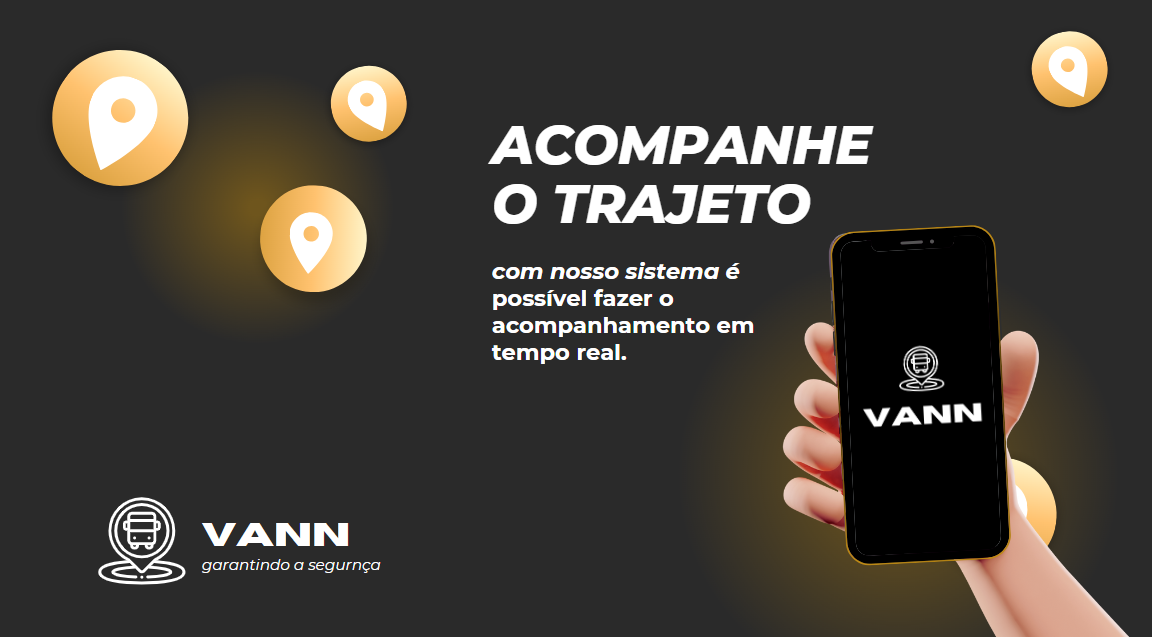 ACOMPANHE
O TRAJETO
com nosso sistema é
possível fazer o
acompanhamento em
tempo real.
VANN
VANN
garantindo a segurnça